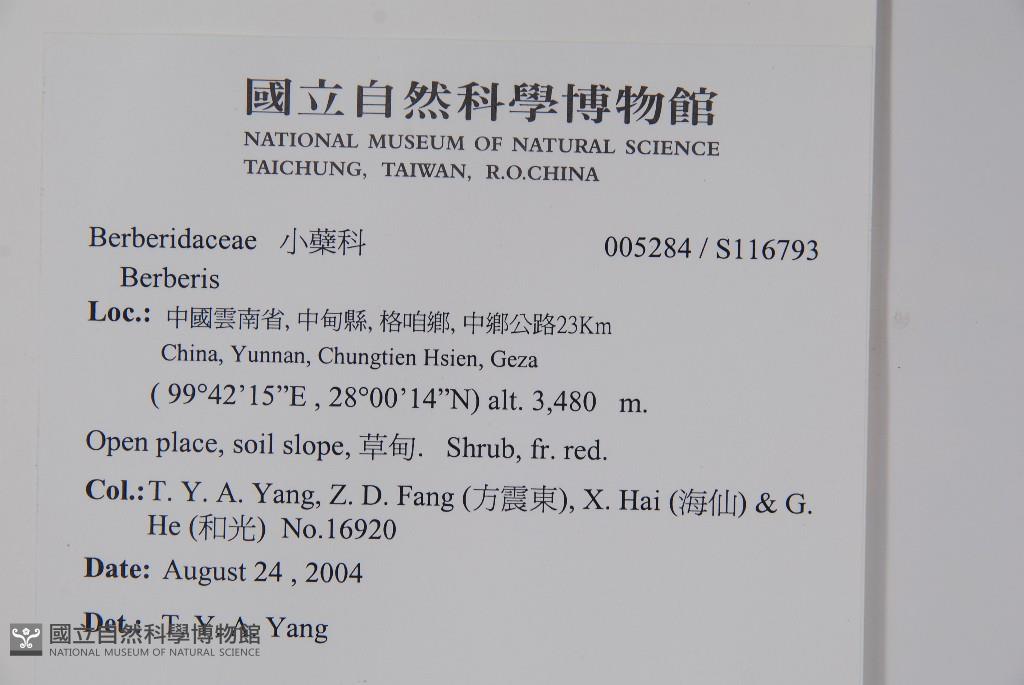 國立自然科學博物館
NATIONAL MUSEUM OF NATURAL SCIENCE
TAICHUNG, TAIWAN, R.O.CHINA
Berberidaceae 小蘗科 005284 / S116793
Berberis
Loc.: 中國雲南省, 中甸縣, 格咱鄉, 中鄉公路23Km
China, Yunnan, Chungtien Hsien, Geza
( 99°42’15”E , 28°00’14”N) alt. 3,480 m.
Open place, soil slope, 草甸. Shrub, fr. red.
Col.: T. Y. A. Yang, Z. D. Fang (方震東), X. Hai (海仙) & G.
He (和光) No.16920
Date: August 24 , 2004
Det.: T. Y. A. Yang
國立自然科學博物館
NATIONAL MUSEUM OF NATURAL SCIENCE